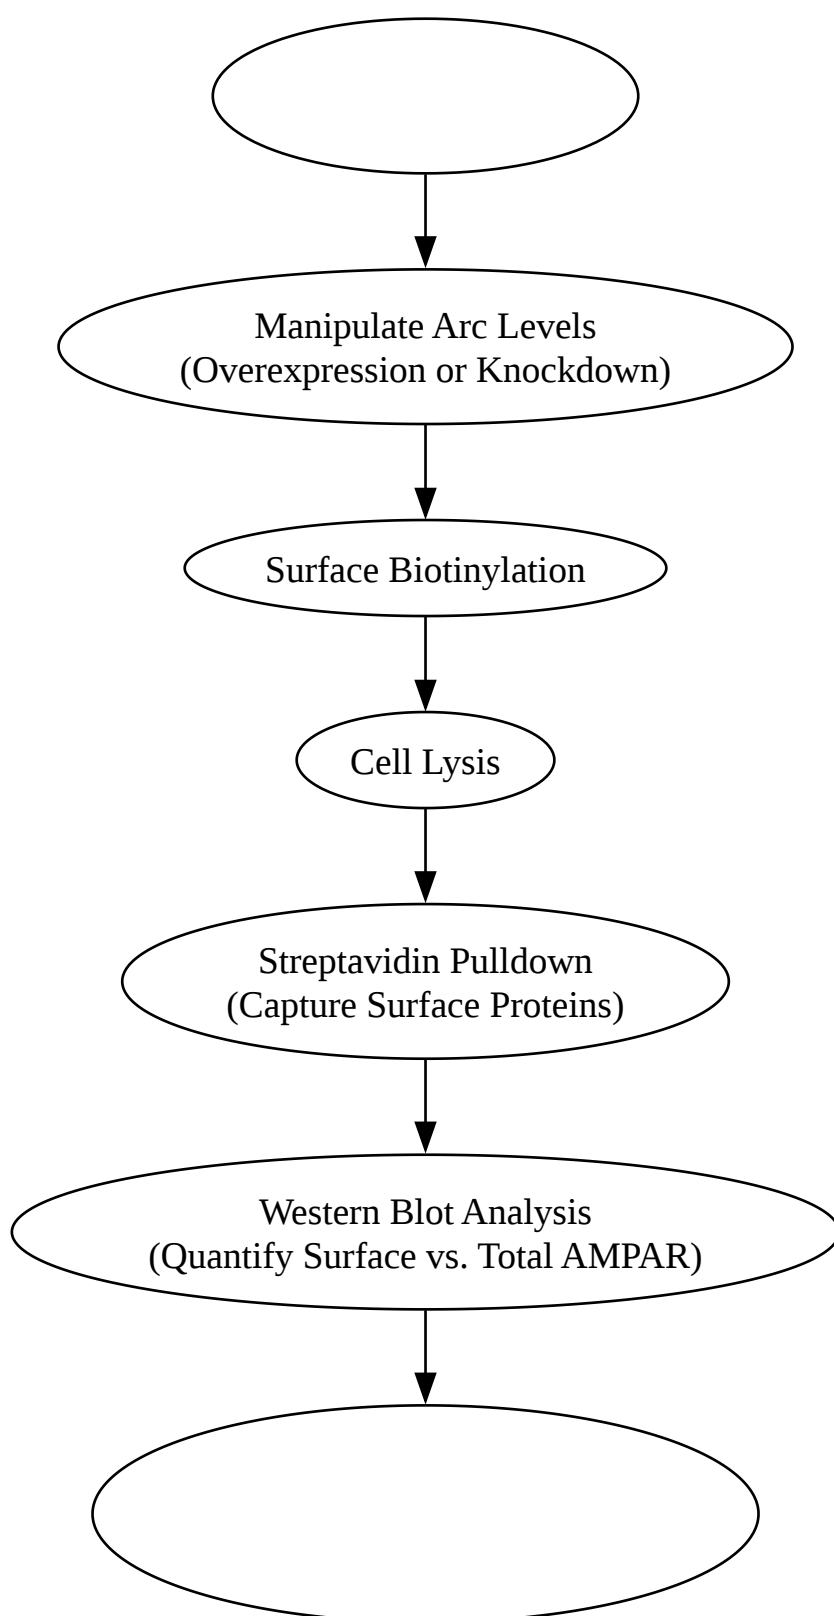 Manipulate Arc Levels
(Overexpression or Knockdown)
Surface Biotinylation
Cell Lysis
Streptavidin Pulldown
(Capture Surface Proteins)
Western Blot Analysis
(Quantify Surface vs. Total AMPAR)